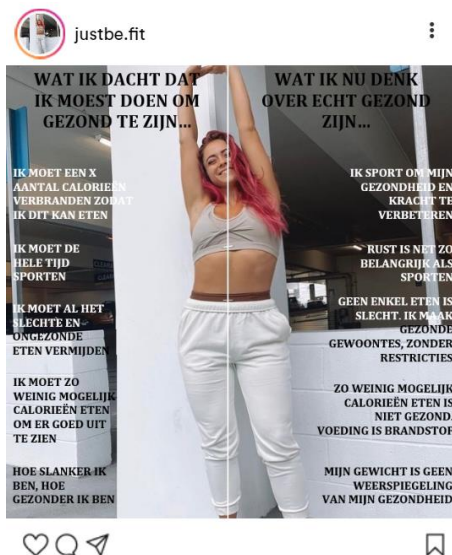 justbe.fit
WAT IK DACHT DAT
IK MOEST DOEN OM
GEZOND TE ZIJN...
IK MOET EEN X
AANTAL CALORIEËN
VERBRANDEN ZODAT
IK DIT KAN ETEN
IK MOET DE
HELE TIJD
SPORTEN
IK MOET AL HET
SLECHTE EN
ONGEZONDE
ETEN VERMIJDEN
IK MOET ZO
WEINIG MOGELIJK
CALORIEËN ETEN
OM ER GOED UIT
TE ZIEN
HOE SLANKER IK
BEN, HOE
GEZONDER IK BEN
WAT IK NU DENK
OVER ECHT GEZOND
ZIJN...
IK SPORT OM MIJN
GEZONDHEID EN
KRACHT TE
VERBETEREN
RUST IS NET ZO
BELANGRIJK ALS
SPORTEN
GEEN ENKEL ETEN IS
SLECHT. IK MAAK
GEZONDE
GEWOONTES, ZONDER
RESTRICTIES
ZO WEINIG MOGELIJK
CALORIEËN ETEN IS
NIET GEZOND.
VOEDING IS BRANDSTOF
MIJN GEWICHT IS GEEN
WEERSPIEGELING
VAN MIJN GEZONDHEID